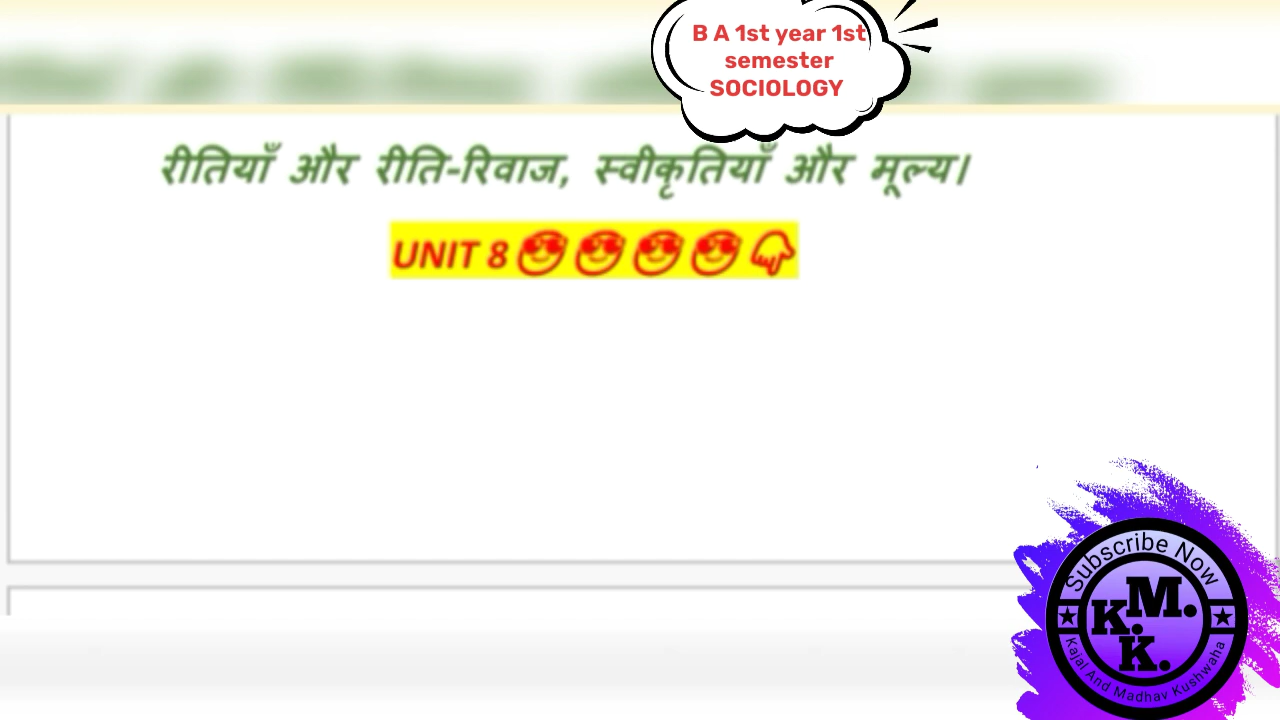 B A 1st year 1st
semester
SOCIOLOGY
रीतियाँ और रीति-रिवाज, स्वीकृतियाँ और मूल्य।
UNIT 8
Subscribe Now
K M.
K.
Kajal And Madhav Kushwaha